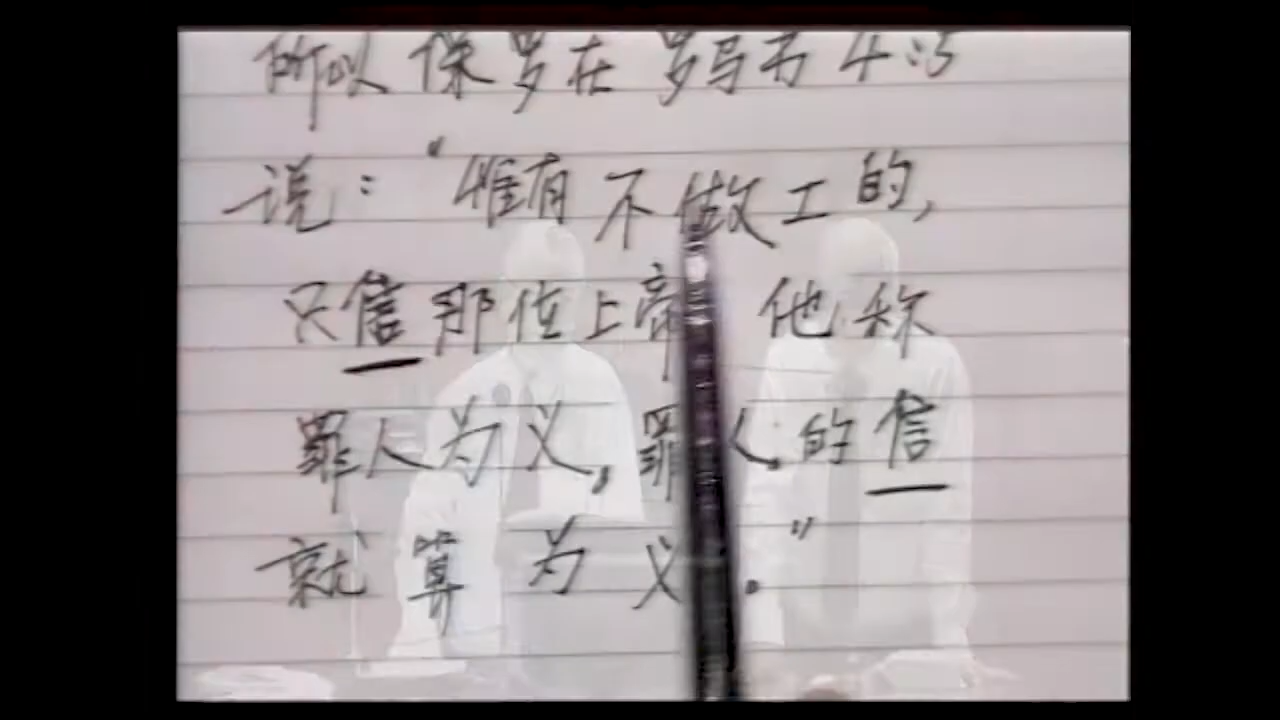 所以保罗在罗马书4:5
说:“惟有不做工的,
只信那位上帝 他称
罪人为义,罪人的信
就算为义.”